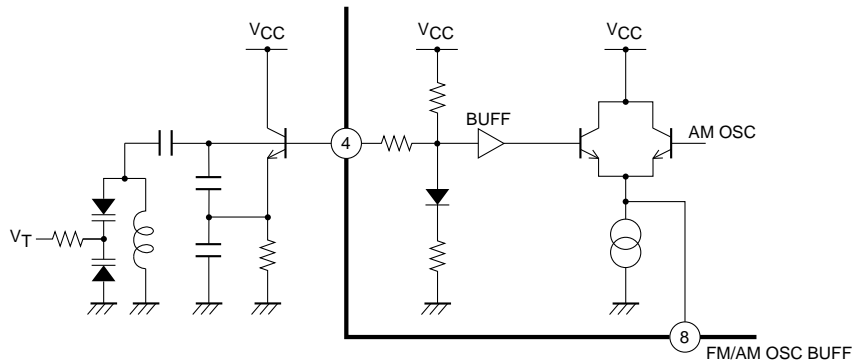 VCC
VCC
VCC
BUFF
AM OSC
4
VT
8
FM/AM OSC BUFF